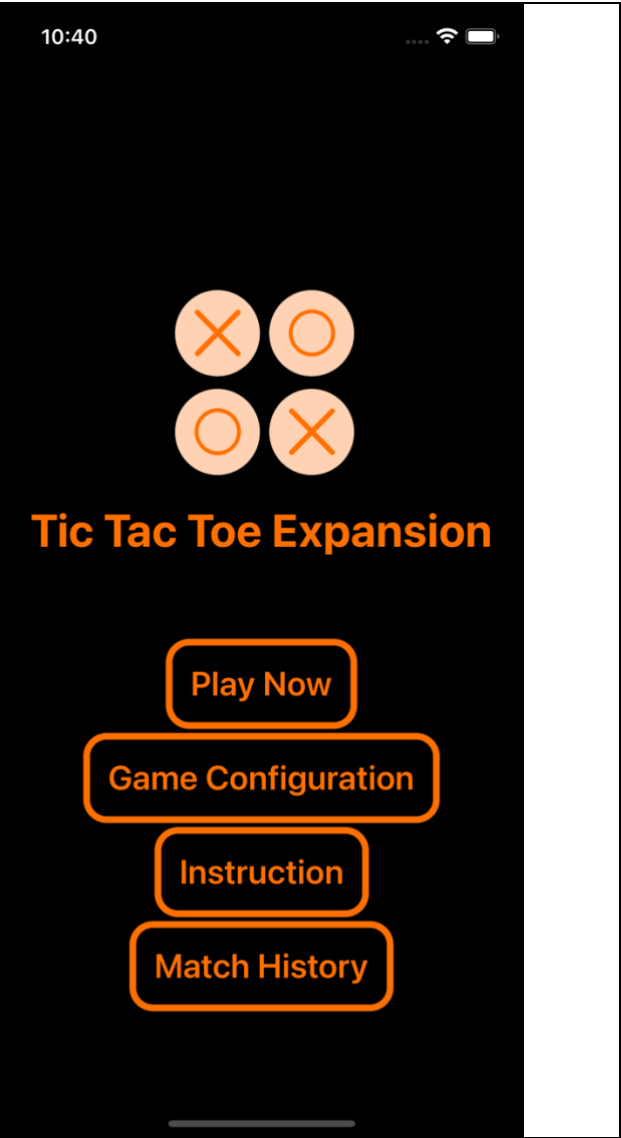 10:40
Tic Tac Toe Expansion
Play Now
Game Configuration
Instruction
Match History